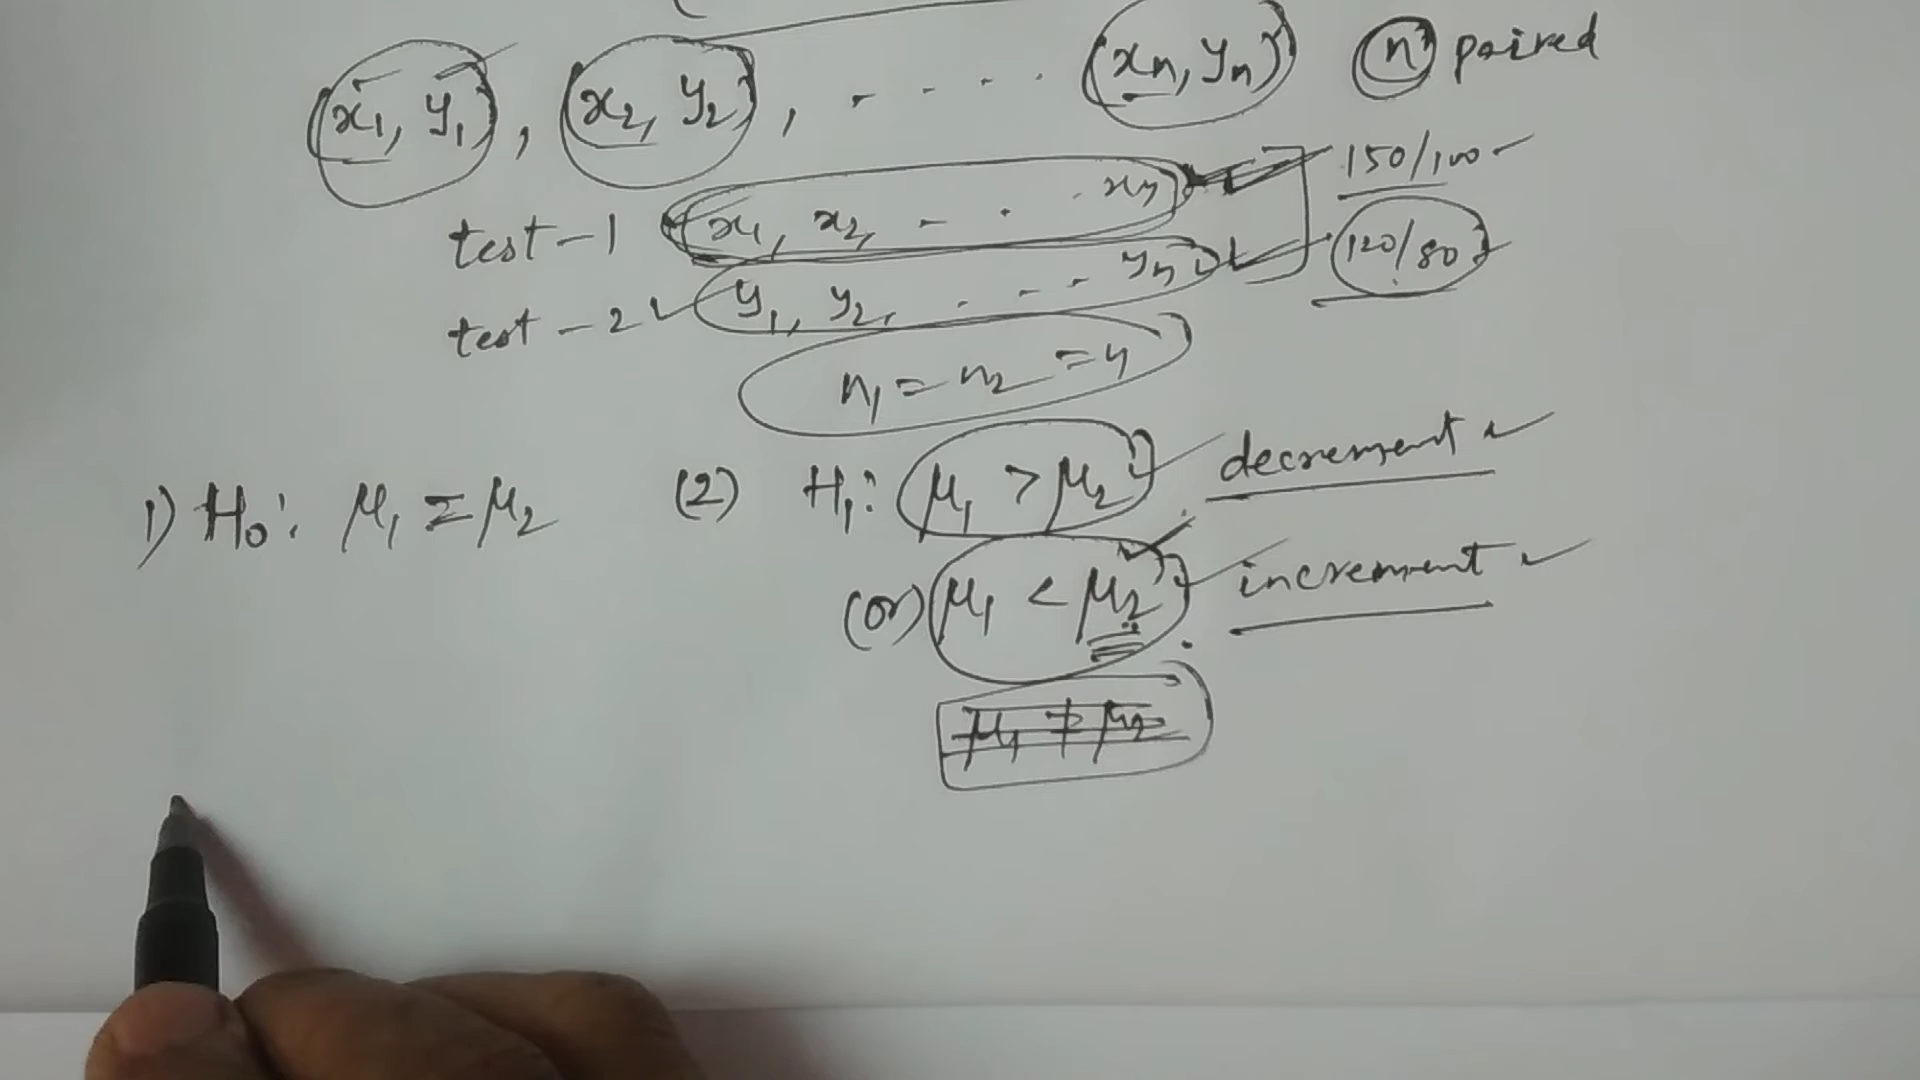 (x₁, y₁), (x₂, y₂), . . . . . (xₙ, yₙ) n paired
test-1 x₁, x₂, - . . xₙ 150/100
test-2 y₁, y₂, . . . yₙ 120/80
n₁ = n₂ = n
1) H₀: μ₁ = μ₂ (2) H₁: μ₁ > μ₂ decrement
(or) μ₁ < μ₂ increment
μ₁ ≠ μ₂